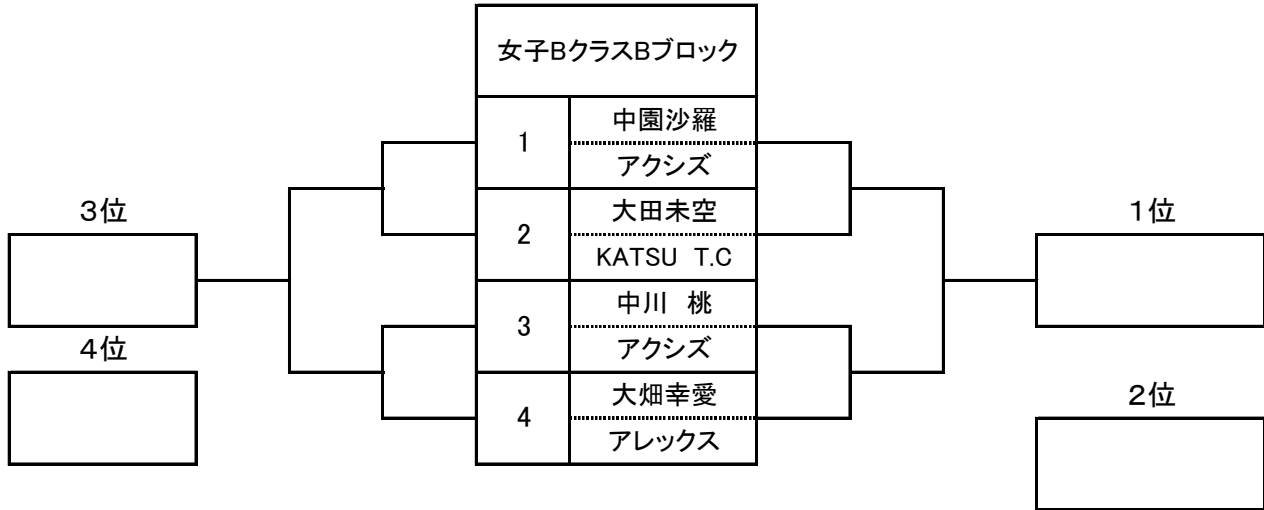 女子BクラスBブロック
1
中園沙羅
アクシズ
2
大田未空
KATSU T.C
3
中川 桃
アクシズ
4
大畑幸愛
アレックス
3位
4位
1位
2位